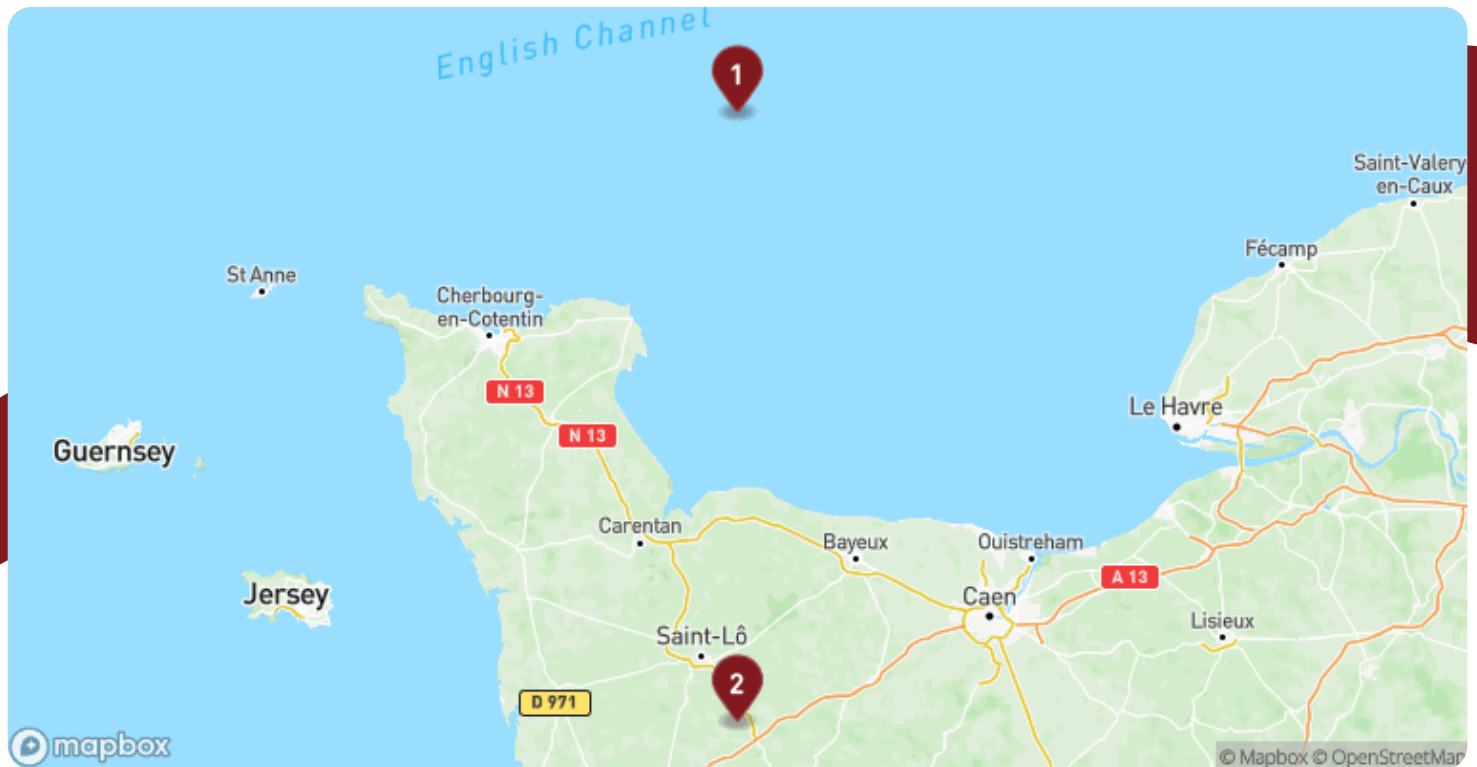 English Channel
1
Saint-Valery-
en-Caux
Fécamp
St Anne
Cherbourg-
en-Cotentin
N 13
Le Havre
N 13
Guernsey
Carentan
Bayeux
Ouistreham
A 13
Jersey
Caen
Lisieux
Saint-Lô
2
D 971
mapbox
© Mapbox © OpenStreetMap